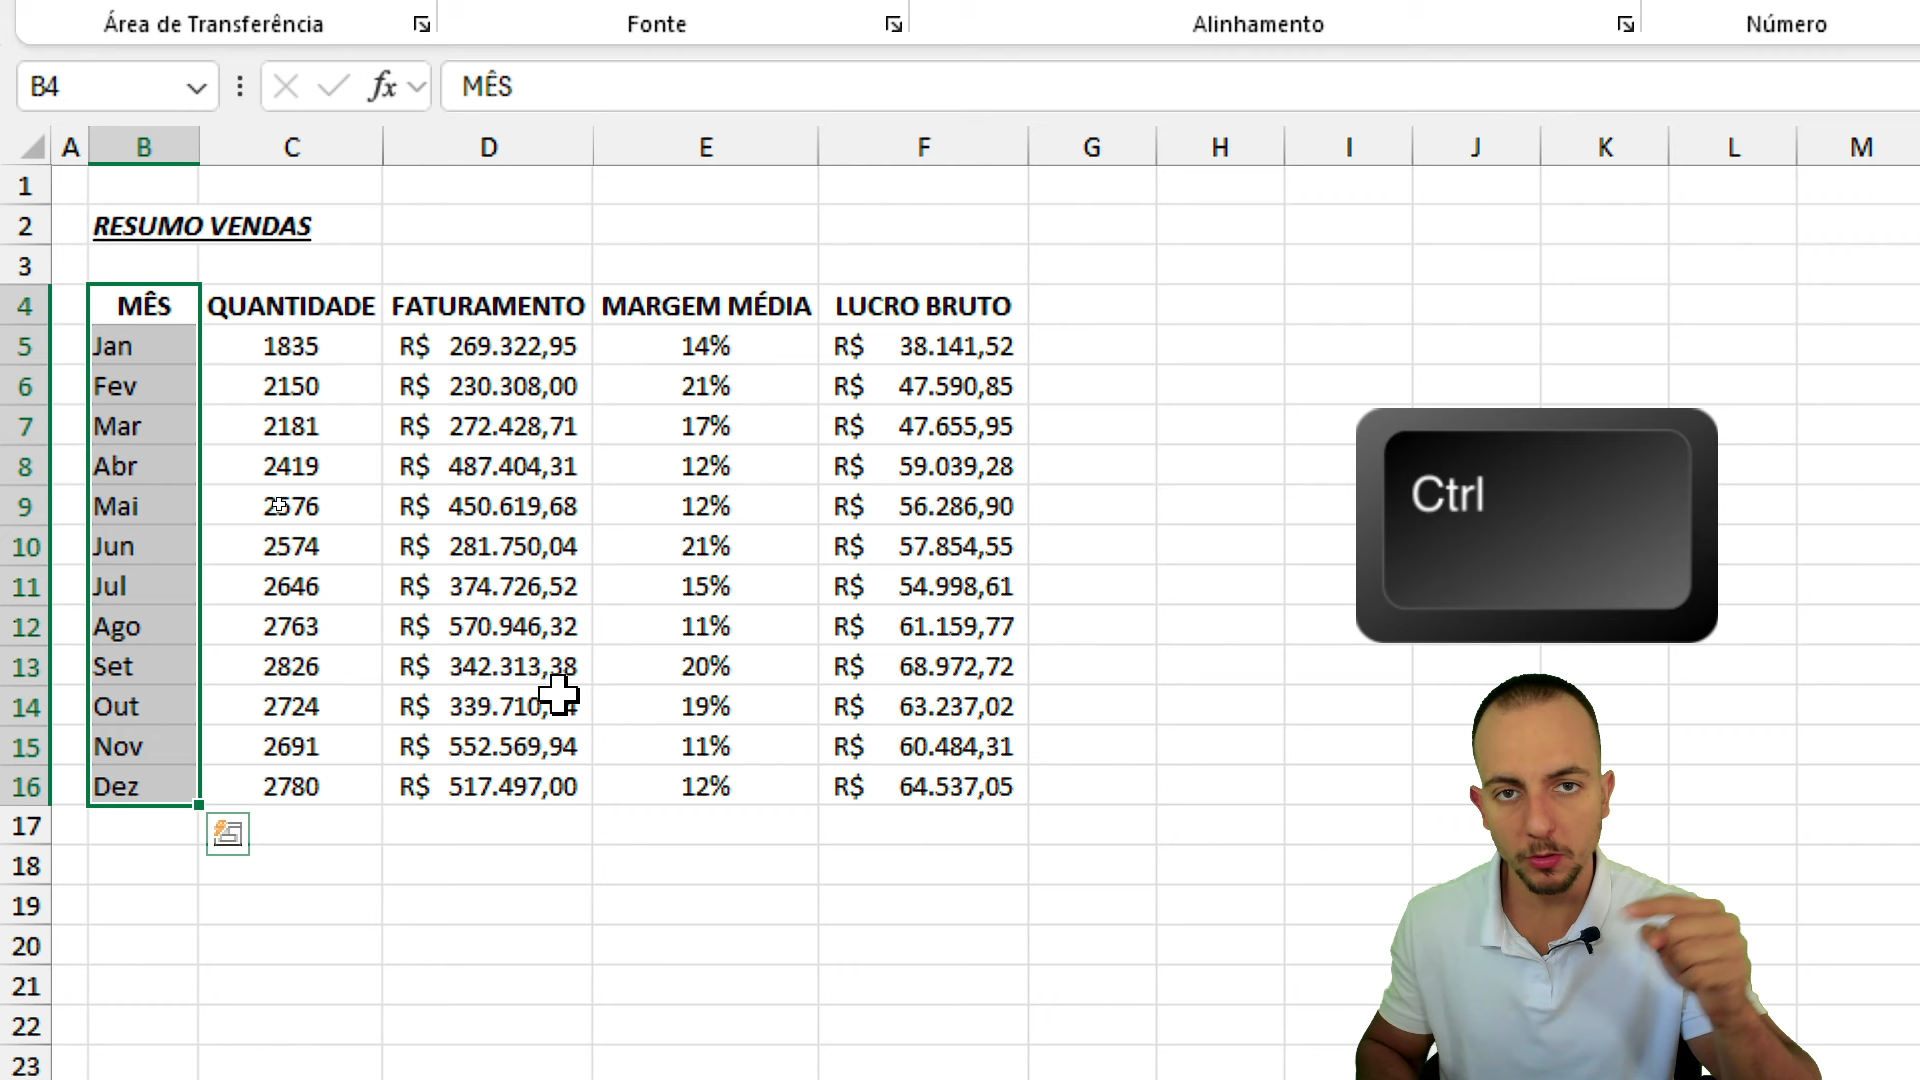 Área de Transferência Fonte Alinhamento Número
B4 fx MÊS
A B C D E F G H I J K L M
1
2 RESUMO VENDAS
3
4 MÊS QUANTIDADE FATURAMENTO MARGEM MÉDIA LUCRO BRUTO
5 Jan 1835 R$ 269.322,95 14% R$ 38.141,52
6 Fev 2150 R$ 230.308,00 21% R$ 47.590,85
7 Mar 2181 R$ 272.428,71 17% R$ 47.655,95
8 Abr 2419 R$ 487.404,31 12% R$ 59.039,28
9 Mai 2576 R$ 450.619,68 12% R$ 56.286,90
10 Jun 2574 R$ 281.750,04 21% R$ 57.854,55
11 Jul 2646 R$ 374.726,52 15% R$ 54.998,61
12 Ago 2763 R$ 570.946,32 11% R$ 61.159,77
13 Set 2826 R$ 342.313,38 20% R$ 68.972,72
14 Out 2724 R$ 19% R$ 63.237,02
15 Nov 2691 R$ 552.569,94 11% R$ 60.484,31
16 Dez 2780 R$ 517.497,00 12% R$ 64.537,05
17
18
19
20
21
22
23
Ctrl